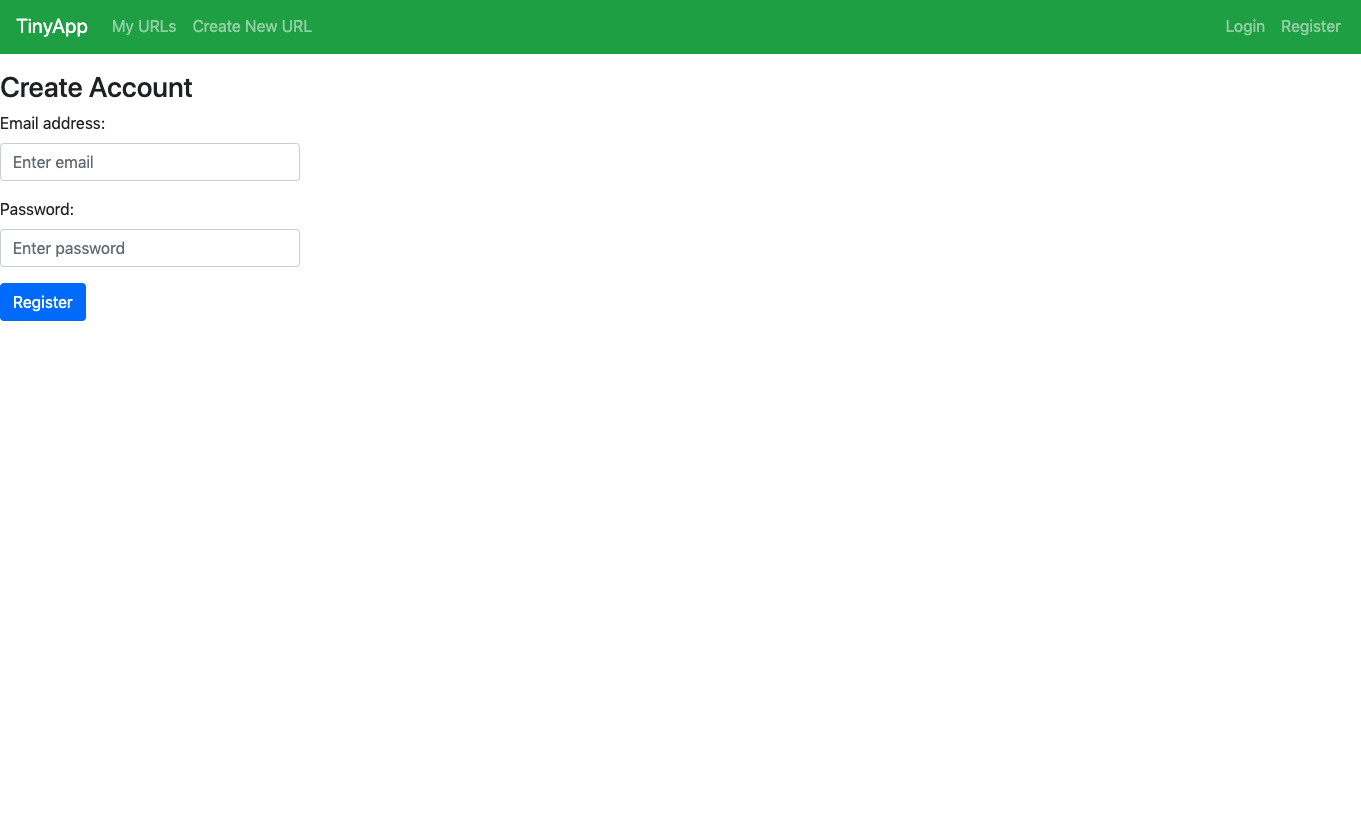 TinyApp My URLs Create New URL Login Register
Create Account
Email address:
Enter email
Password:
Enter password
Register